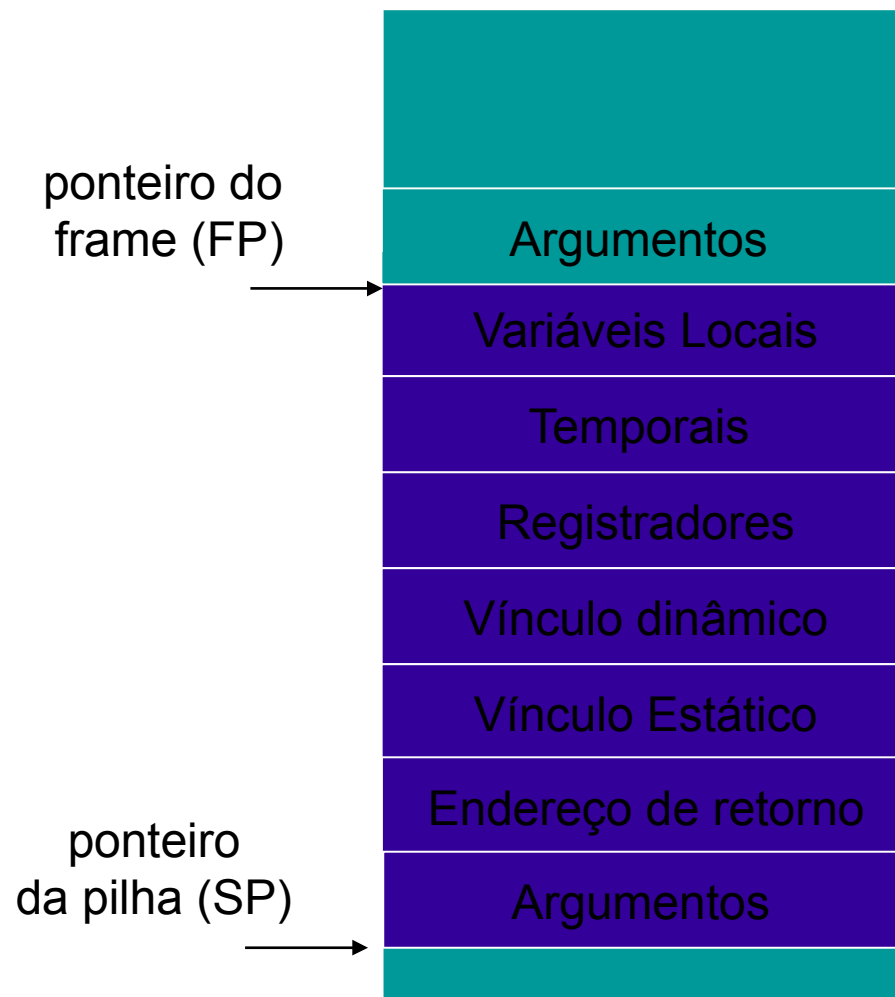 ponteiro do
frame (FP)
Argumentos
Variáveis Locais
Temporais
Registradores
Vínculo dinâmico
Vínculo Estático
Endereço de retorno
ponteiro
da pilha (SP)
Argumentos